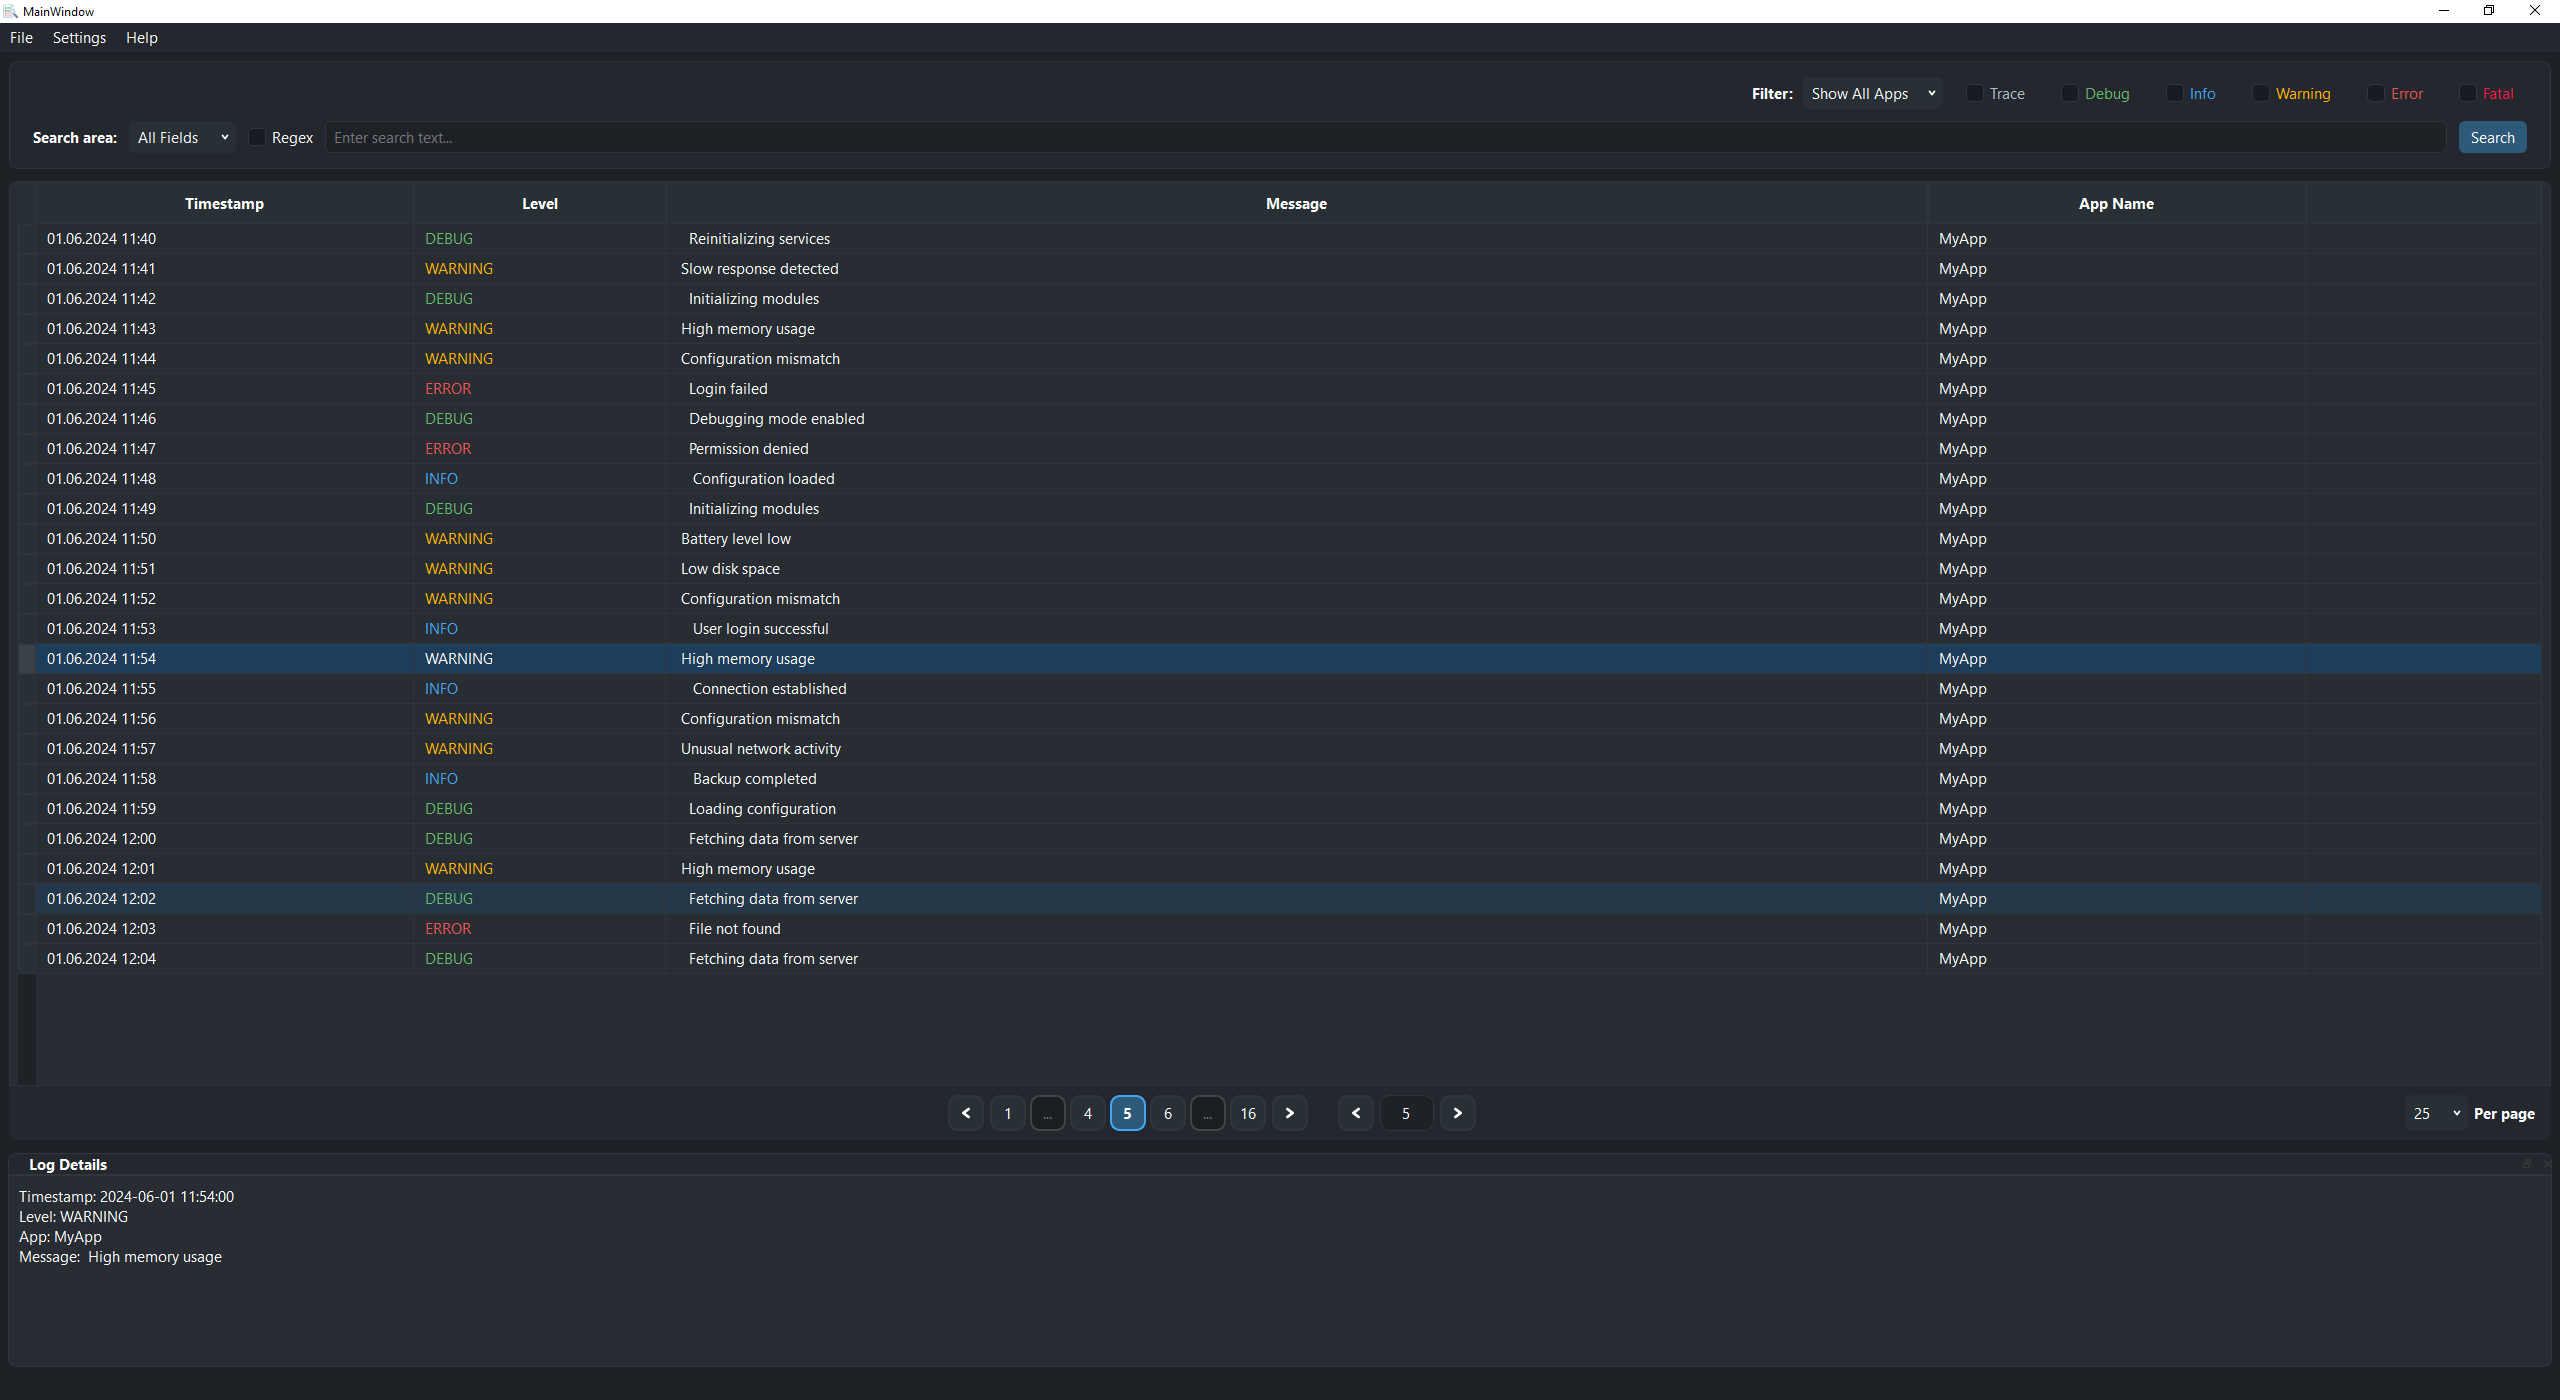 MainWindow
File Settings Help
Filter: Show All Apps Trace Debug Info Warning Error Fatal
Search area: All Fields Regex Enter search text... Search
Timestamp Level Message App Name
01.06.2024 11:40 DEBUG Reinitializing services MyApp
01.06.2024 11:41 WARNING Slow response detected MyApp
01.06.2024 11:42 DEBUG Initializing modules MyApp
01.06.2024 11:43 WARNING High memory usage MyApp
01.06.2024 11:44 WARNING Configuration mismatch MyApp
01.06.2024 11:45 ERROR Login failed MyApp
01.06.2024 11:46 DEBUG Debugging mode enabled MyApp
01.06.2024 11:47 ERROR Permission denied MyApp
01.06.2024 11:48 INFO Configuration loaded MyApp
01.06.2024 11:49 DEBUG Initializing modules MyApp
01.06.2024 11:50 WARNING Battery level low MyApp
01.06.2024 11:51 WARNING Low disk space MyApp
01.06.2024 11:52 WARNING Configuration mismatch MyApp
01.06.2024 11:53 INFO User login successful MyApp
01.06.2024 11:54 WARNING High memory usage MyApp
01.06.2024 11:55 INFO Connection established MyApp
01.06.2024 11:56 WARNING Configuration mismatch MyApp
01.06.2024 11:57 WARNING Unusual network activity MyApp
01.06.2024 11:58 INFO Backup completed MyApp
01.06.2024 11:59 DEBUG Loading configuration MyApp
01.06.2024 12:00 DEBUG Fetching data from server MyApp
01.06.2024 12:01 WARNING High memory usage MyApp
01.06.2024 12:02 DEBUG Fetching data from server MyApp
01.06.2024 12:03 ERROR File not found MyApp
01.06.2024 12:04 DEBUG Fetching data from server MyApp
1 ... 4 5 6 ... 16 5 25 Per page
Log Details
Timestamp: 2024-06-01 11:54:00
Level: WARNING
App: MyApp
Message: High memory usage